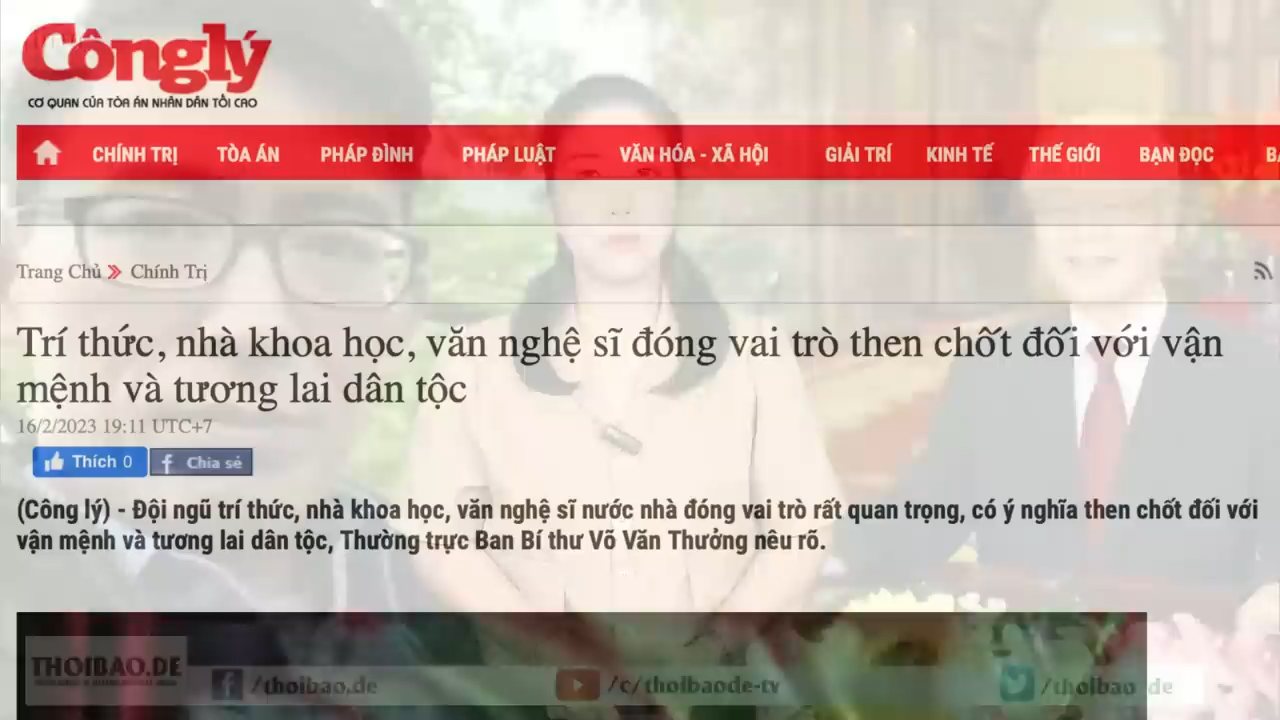 Công lý
CƠ QUAN CỦA TÒA ÁN NHÂN DÂN TỐI CAO
CHÍNH TRỊ TÒA ÁN PHÁP ĐÌNH PHÁP LUẬT VĂN HÓA - XÃ HỘI GIẢI TRÍ KINH TẾ THẾ GIỚI BẠN ĐỌC
Trang Chủ Chính Trị
Trí thức, nhà khoa học, văn nghệ sĩ đóng vai trò then chốt đối với vận
mệnh và tương lai dân tộc
16/2/2023 19:11 UTC+7
Thích 0 Chia sẻ
(Công lý) - Đội ngũ trí thức, nhà khoa học, văn nghệ sĩ nước nhà đóng vai trò rất quan trọng, có ý nghĩa then chốt đối với
vận mệnh và tương lai dân tộc, Thường trực Ban Bí thư Võ Văn Thưởng nêu rõ.
THOIBAO.DE
/thoibao.de /c/thoibaode-tv /thoibao_de